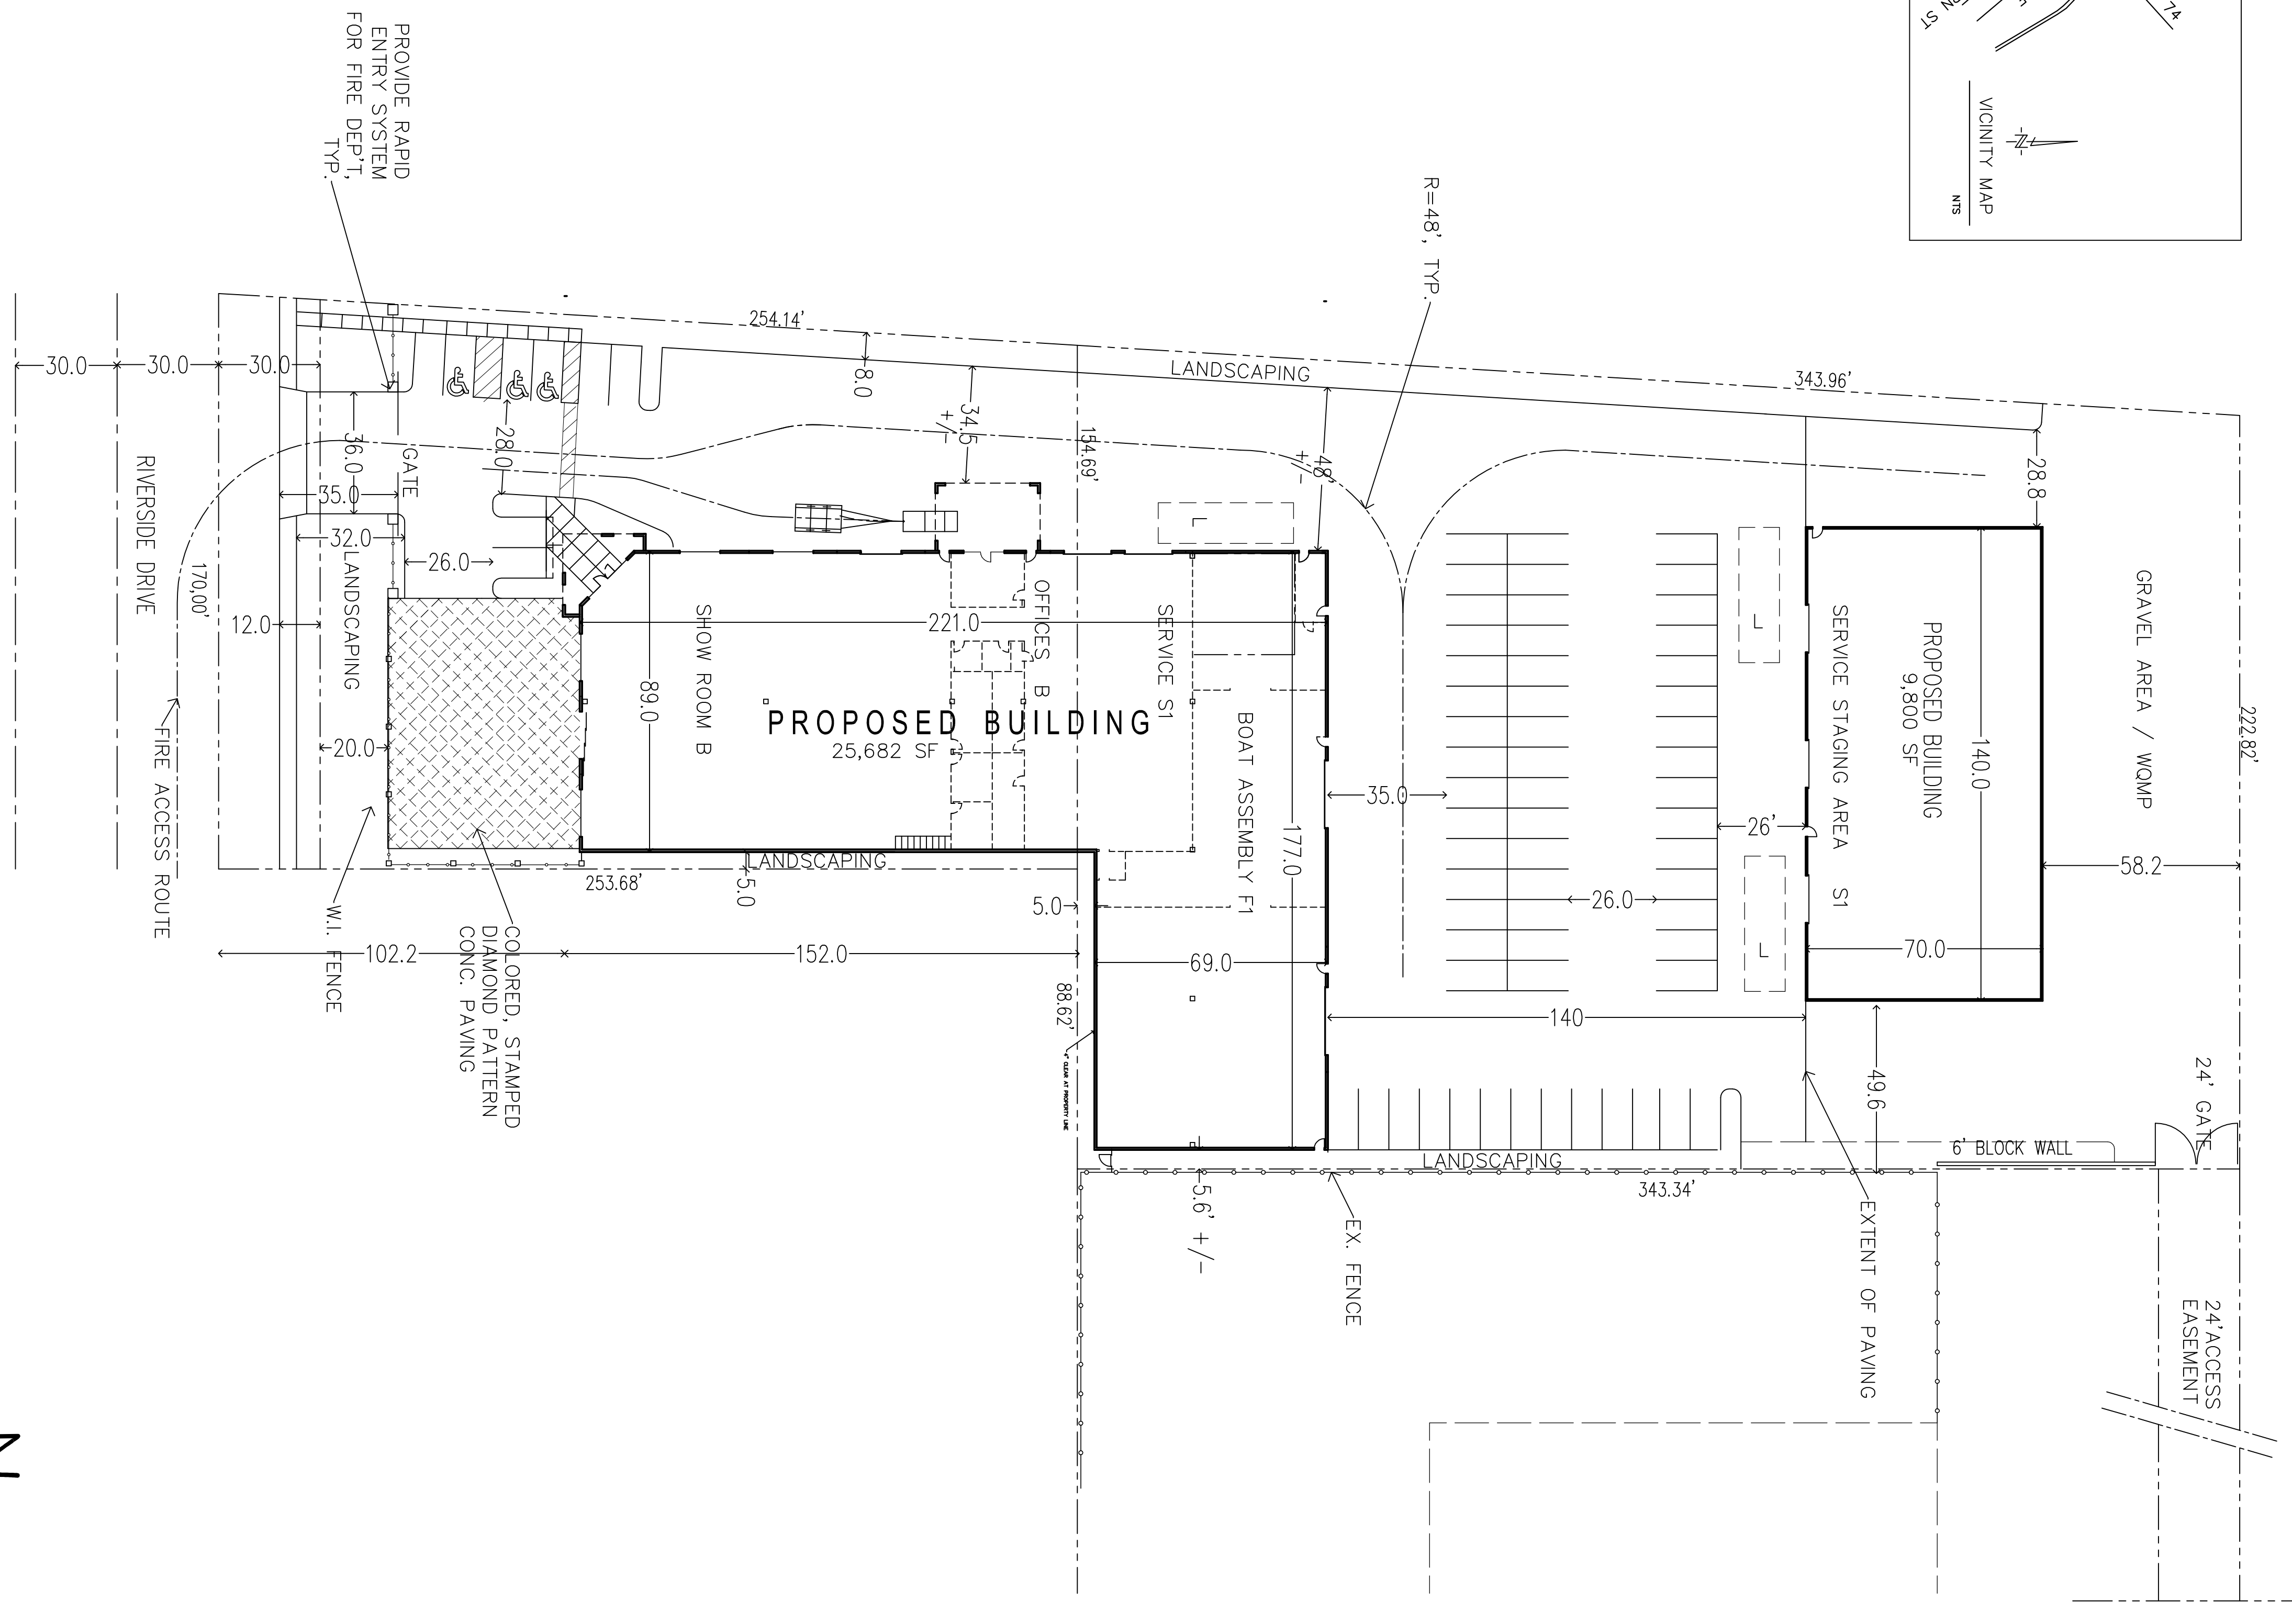 74
VICINITY MAP
NTS
PROVIDE RAPID
ENTRY SYSTEM
FOR FIRE DEP'T,
TYP.
R=48', TYP.
254.14'
343.96'
LANDSCAPING
8.0
34.5
+/-
154.69'
48'
+/-
28.8
30.0
30.0
30.0
36.0
35.0
32.0
28.0
26.0
GATE
LANDSCAPING
RIVERSIDE DRIVE
170,00'
12.0
20.0
FIRE ACCESS ROUTE
W.I. FENCE
COLORED, STAMPED
DIAMOND PATTERN
CONC. PAVING
SHOW ROOM B
89.0
221.0
OFFICES B
SERVICE S1
BOAT ASSEMBLY F1
PROPOSED BUILDING
25,682 SF
177.0
69.0
LANDSCAPING
253.68'
5.0
5.0
102.2
152.0
88.62'
4" CLEAR AT PROPERTY LINE
5.6' +/-
35.0
26.0
26'
140
L
L
L
SERVICE STAGING AREA S1
PROPOSED BUILDING
9,800 SF
140.0
70.0
GRAVEL AREA / WQMP
222.82'
58.2
49.6
24' GATE
6' BLOCK WALL
LANDSCAPING
343.34'
EX. FENCE
EXTENT OF PAVING
24'ACCESS
EASEMENT